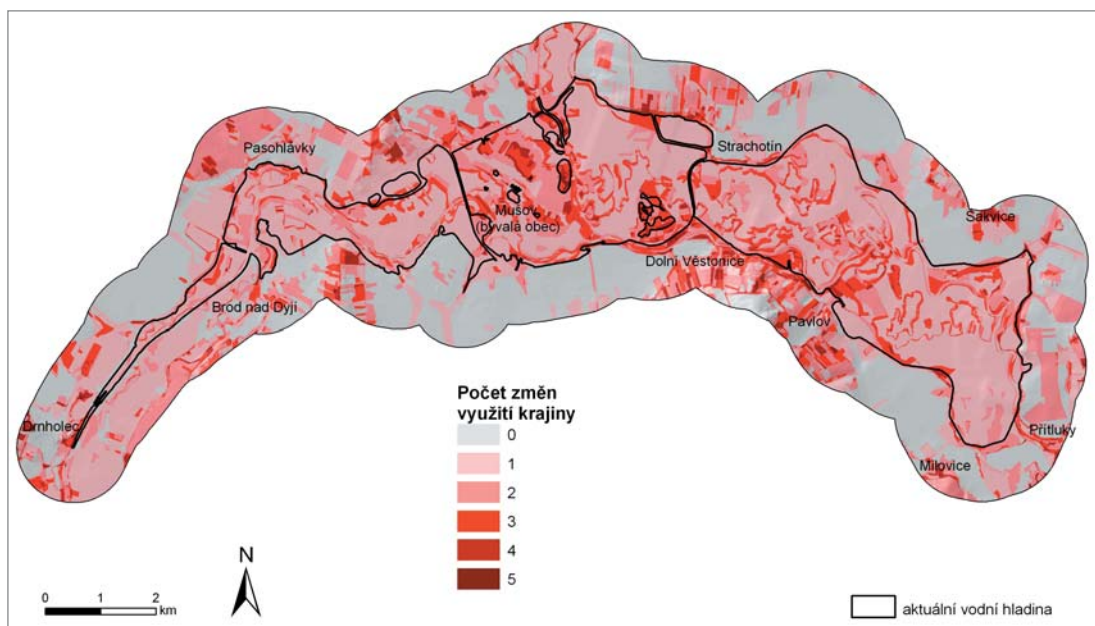 Pasohlávky
Strachotín
Mušov
(bývalá obec)
Šakvice
Dolní Věstonice
Brod nad Dyjí
Pavlov
Drnholec
Přítluky
Milovice
Počet změn
využití krajiny
0
1
2
3
4
5
N
0 1 2
km
aktuální vodní hladina